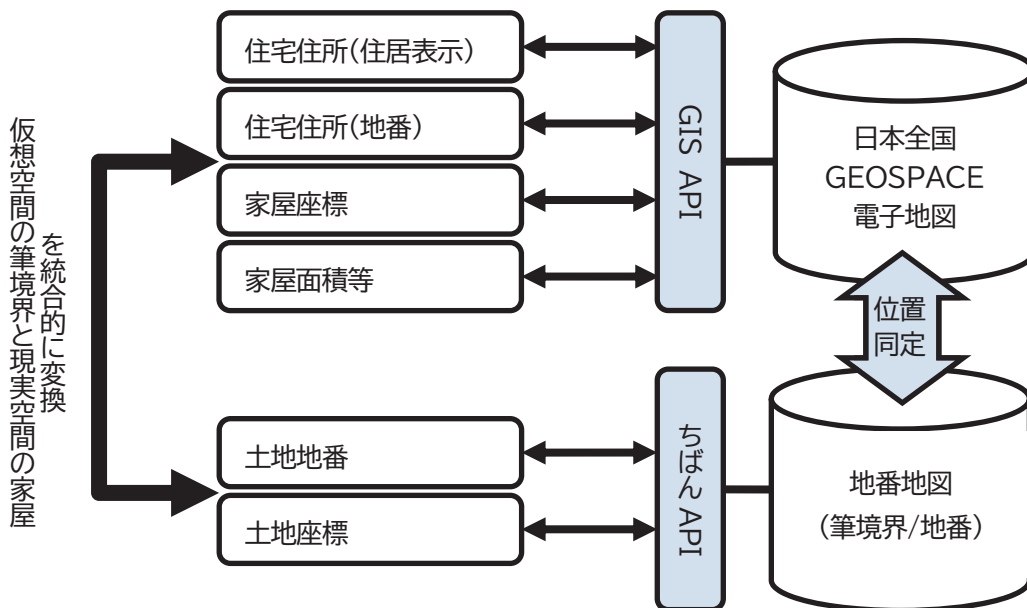 仮想空間の筆境界と現実空間の家屋
を統合的に変換
住宅住所(住居表示)
住宅住所(地番)
家屋座標
家屋面積等
GIS API
日本全国
GEOSPACE
電子地図
位置
同定
土地地番
土地座標
ちばん API
地番地図
(筆境界/地番)